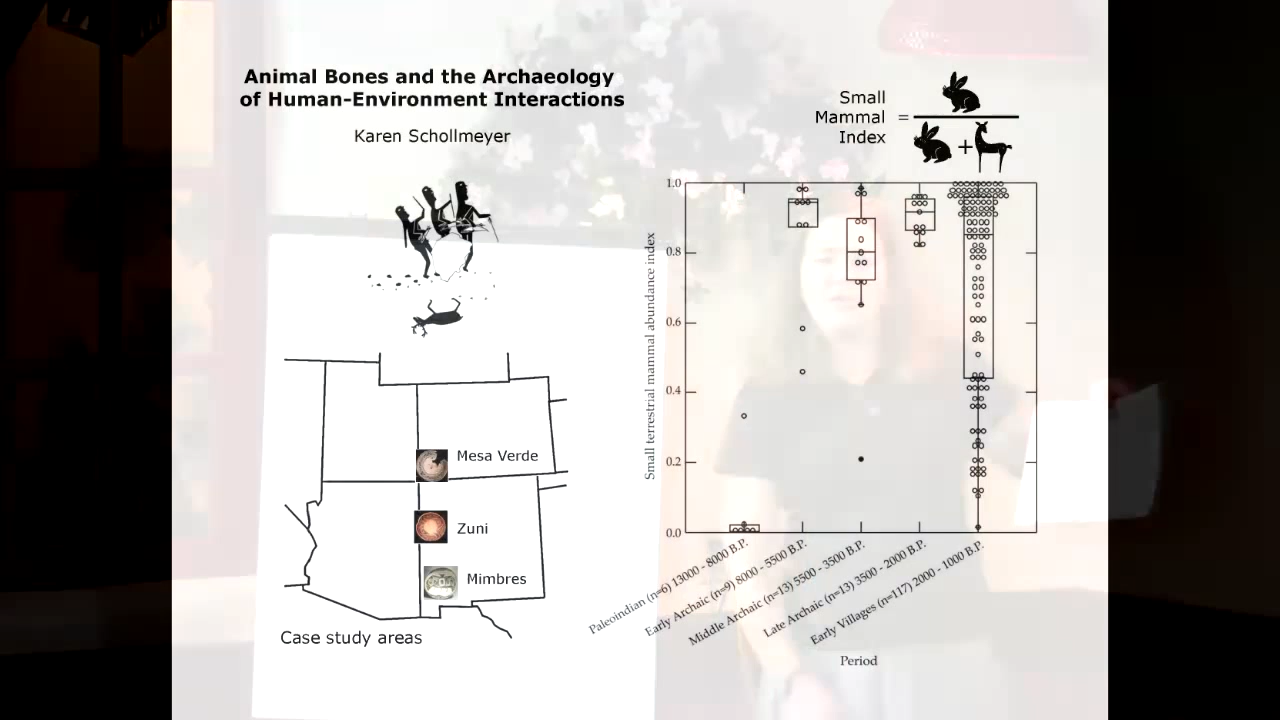 Animal Bones and the Archaeology
of Human-Environment Interactions
Karen Schollmeyer
Mesa Verde
Zuni
Mimbres
Case study areas
Small
Mammal
Index
=
+
Small terrestrial mammal abundance index
1.0
0.8
0.6
0.4
0.2
0.0
Paleoindian (n=6) 13000 - 8000 B.P.
Early Archaic (n=9) 8000 - 5500 B.P.
Middle Archaic (n=13) 5500 - 3500 B.P.
Late Archaic (n=13) 3500 - 2000 B.P.
Early Villages (n=117) 2000 - 1000 B.P.
Period